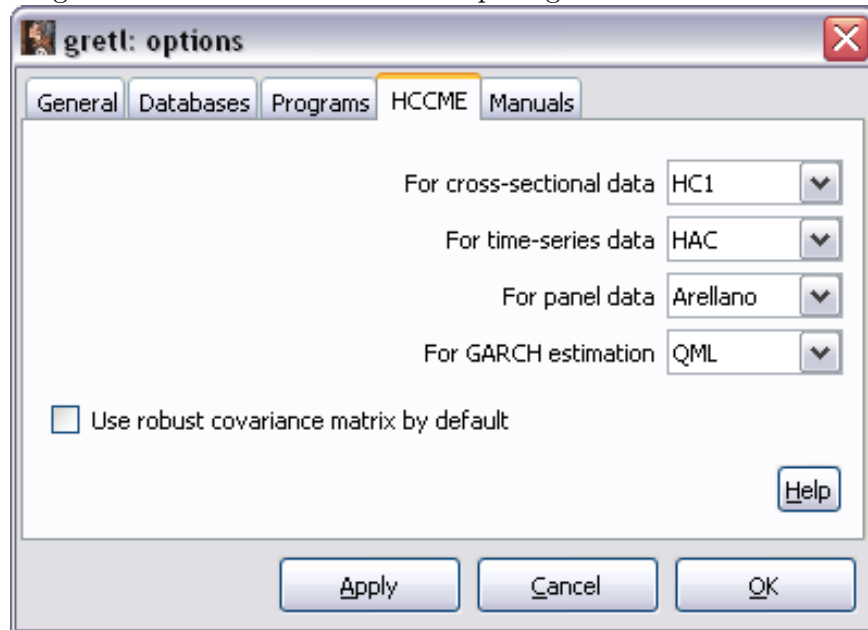 gretl: options
General Databases Programs HCCME Manuals
For cross-sectional data HC1
For time-series data HAC
For panel data Arellano
For GARCH estimation QML
Use robust covariance matrix by default
Help
Apply Cancel OK